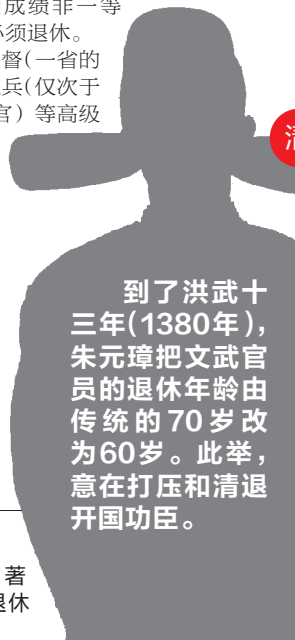 成绩非一等
必须退休。
督(一省的
兵(仅次于
官）等高级
清
到了洪武十
三年(1380年)，
朱元璋把文武官
员的退休年龄由
传统的70岁改
为60岁。此举，
意在打压和清退
开国功臣。
著
退休